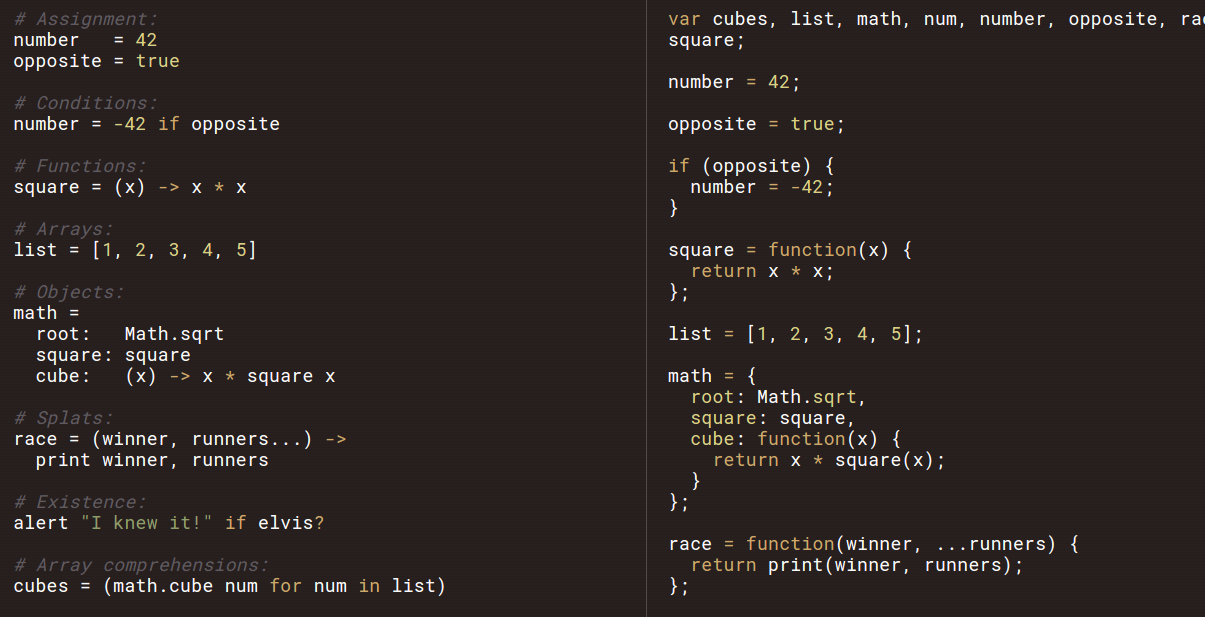 # Assignment:
number   = 42
opposite = true

# Conditions:
number = -42 if opposite

# Functions:
square = (x) -> x * x

# Arrays:
list = [1, 2, 3, 4, 5]

# Objects:
math =
  root:   Math.sqrt
  square: square
  cube:   (x) -> x * square x

# Splats:
race = (winner, runners...) ->
  print winner, runners

# Existence:
alert "I knew it!" if elvis?

# Array comprehensions:
cubes = (math.cube num for num in list)

var cubes, list, math, num, number, opposite,
square;

number = 42;

opposite = true;

if (opposite) {
  number = -42;
}

square = function(x) {
  return x * x;
};

list = [1, 2, 3, 4, 5];

math = {
  root: Math.sqrt,
  square: square,
  cube: function(x) {
    return x * square(x);
  }
};

race = function(winner, ...runners) {
  return print(winner, runners);
};